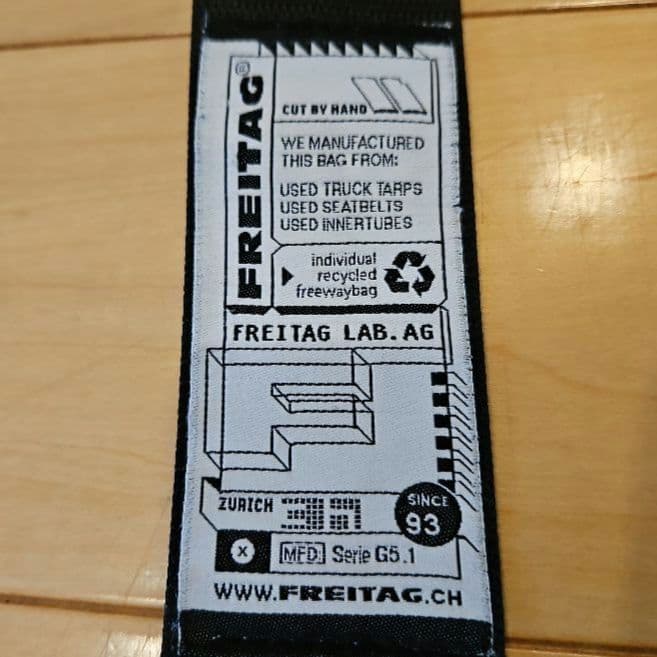 FREITAG®
CUT BY HAND
WE MANUFACTURED
THIS BAG FROM:
USED TRUCK TARPS
USED SEATBELTS
USED INNERTUBES
individual
recycled
freewaybag
FREITAG LAB. AG
F
ZURICH
SINCE
93
X
MFD: Serie G5.1
WWW.FREITAG.CH